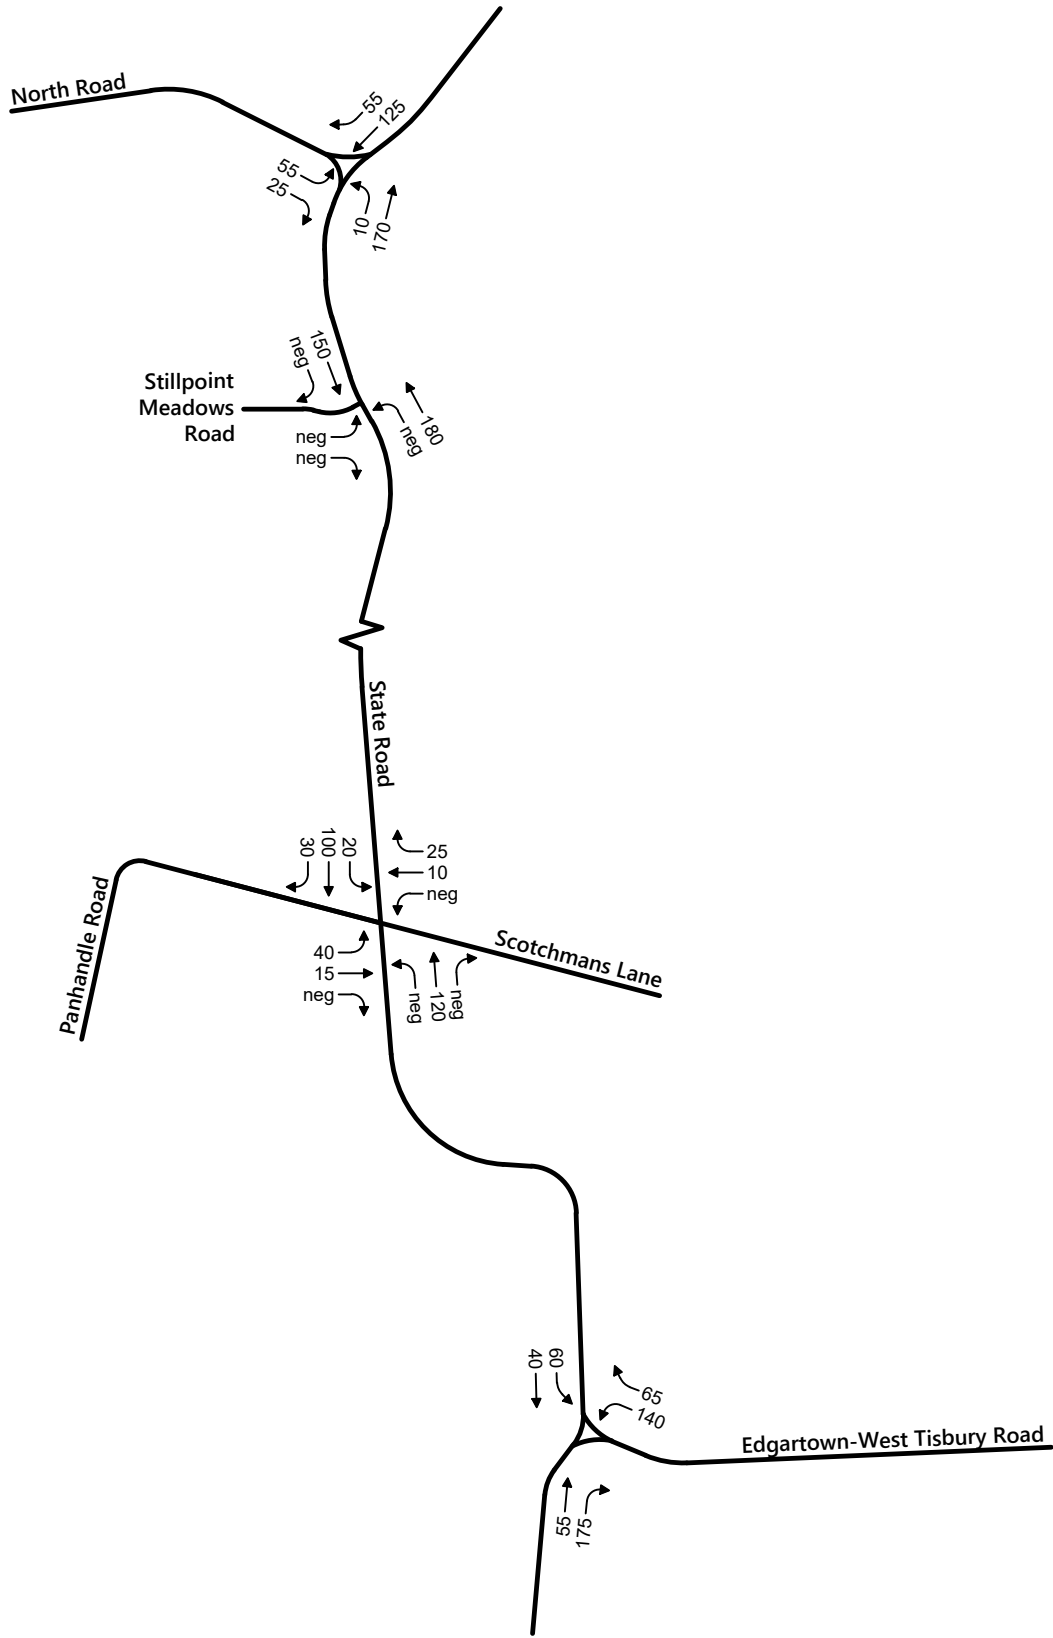 North Road
55
125
55
25
10
170
150
neg
Stillpoint
Meadows
Road
180
neg
neg
neg
State Road
30
100
20
25
10
neg
Panhandle Road
40
15
neg
neg
120
neg
Scotchmans Lane
40
60
65
140
Edgartown-West Tisbury Road
55
175